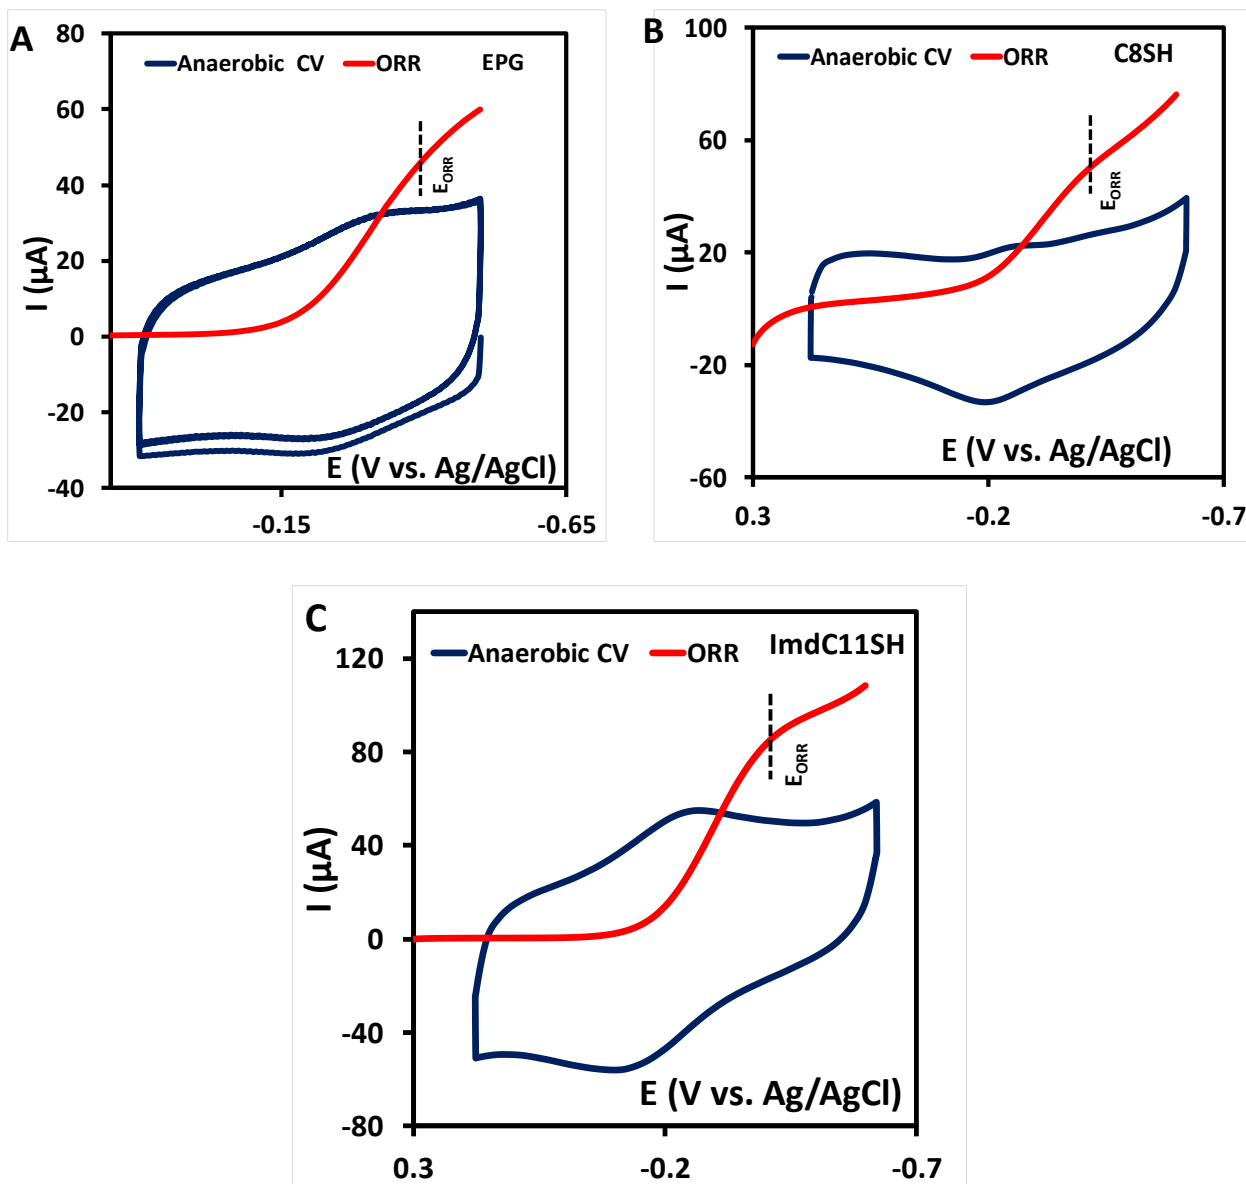 A
80
60
40
20
0
-20
-40
I (µA)
Anaerobic CV
ORR
EPG
E_ORR
E (V vs. Ag/AgCl)
-0.15
-0.65
B
100
60
20
-20
-60
I (µA)
Anaerobic CV
ORR
C8SH
E_ORR
E (V vs. Ag/AgCl)
0.3
-0.2
-0.7
C
120
80
40
0
-40
-80
I (µA)
Anaerobic CV
ORR
ImdC11SH
E_ORR
E (V vs. Ag/AgCl)
0.3
-0.2
-0.7